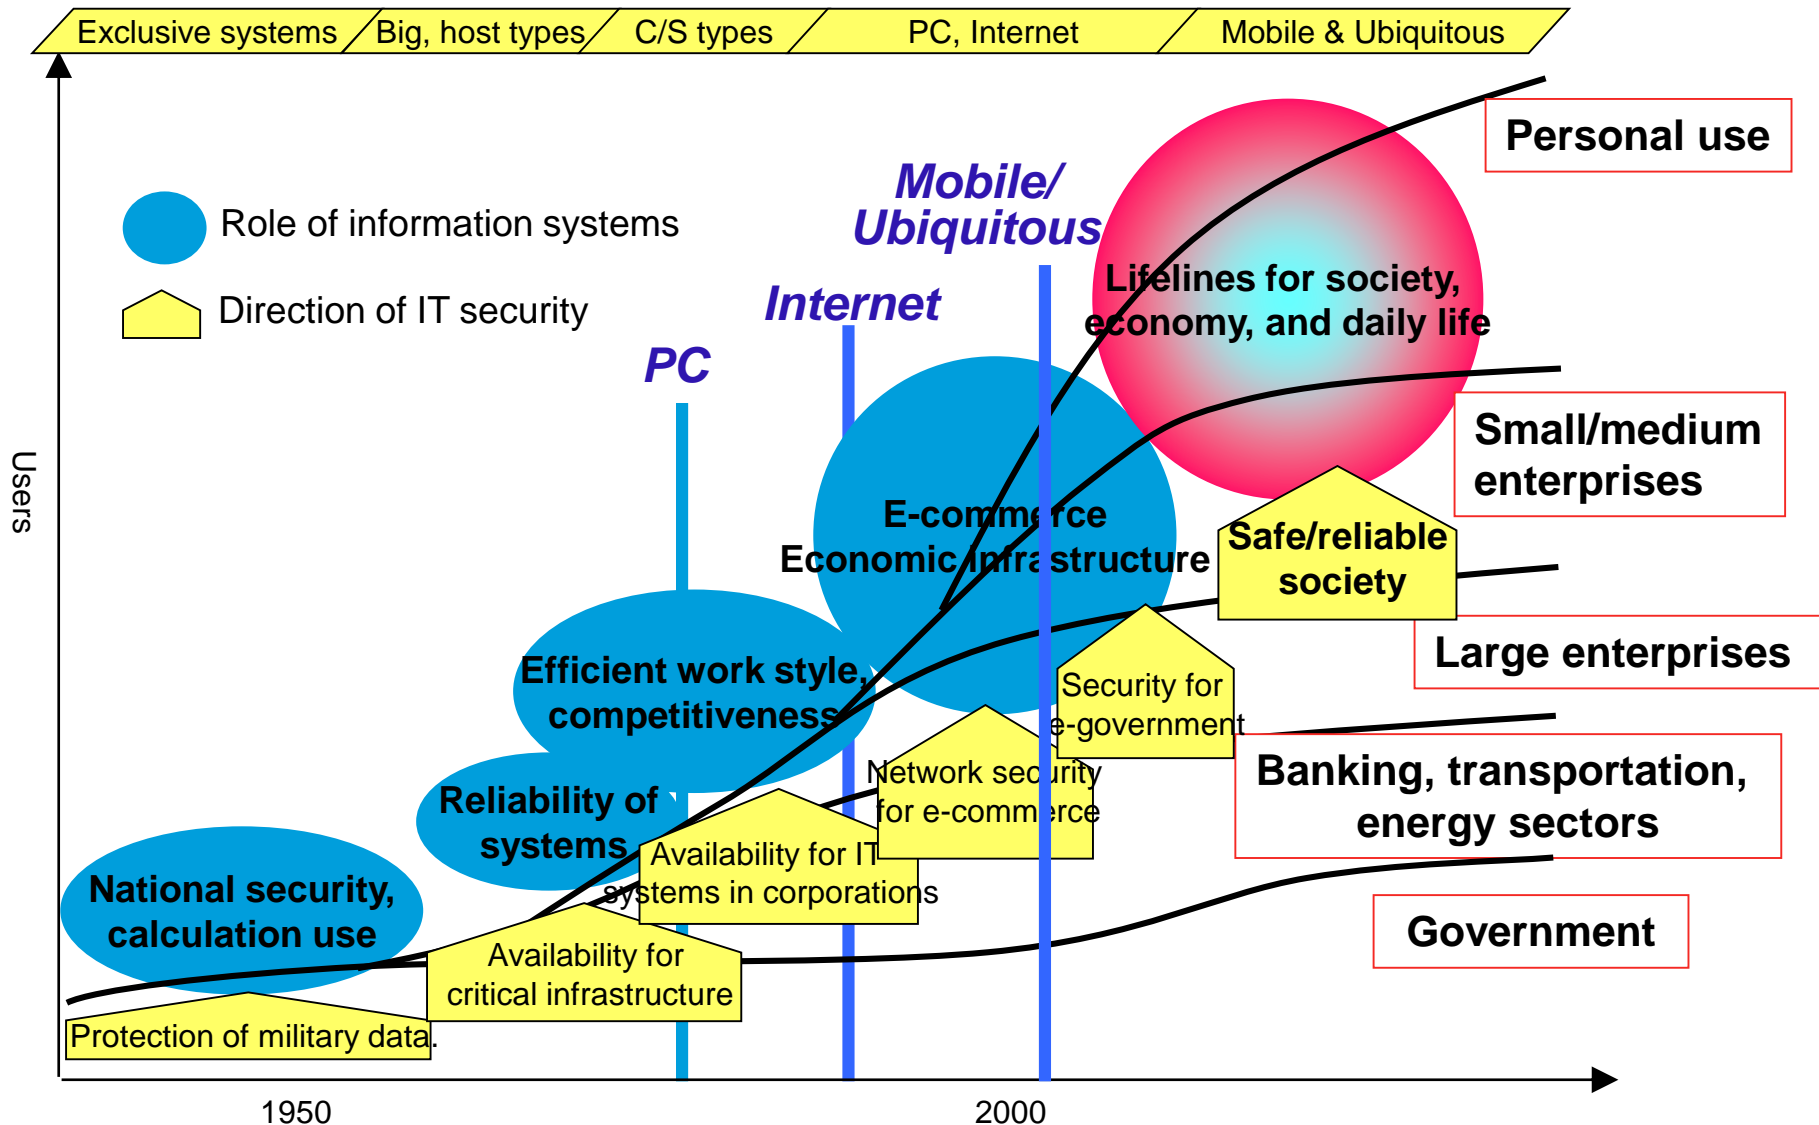 Exclusive systems
Big, host types
C/S types
PC, Internet
Mobile & Ubiquitous
Personal use
Mobile/
Ubiquitous
Role of information systems
Lifelines for society,
economy, and daily life
Internet
Direction of IT security
PC
Small/medium
enterprises
Users
E-commerce
Economic infrastructure
Safe/reliable
society
Large enterprises
Efficient work style,
competitiveness
Security for
e-government
Network security
for e-commerce
Banking, transportation,
energy sectors
Reliability of
systems
Availability for IT
systems in corporations
National security,
calculation use
Government
Availability for
critical infrastructure
Protection of military data.
1950
2000